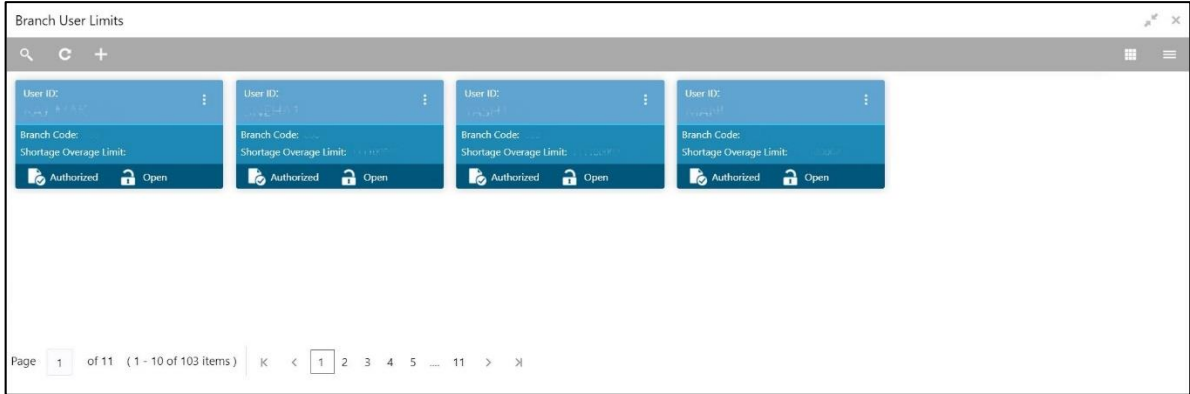 Branch User Limits
User ID: User ID: User ID: User ID:
Branch Code: Branch Code: Branch Code: Branch Code:
Shortage Overage Limit: Shortage Overage Limit: Shortage Overage Limit: Shortage Overage Limit:
Authorized Open Authorized Open Authorized Open Authorized Open
Page 1 of 11 ( 1 - 10 of 103 items ) 1 2 3 4 5 ... 11